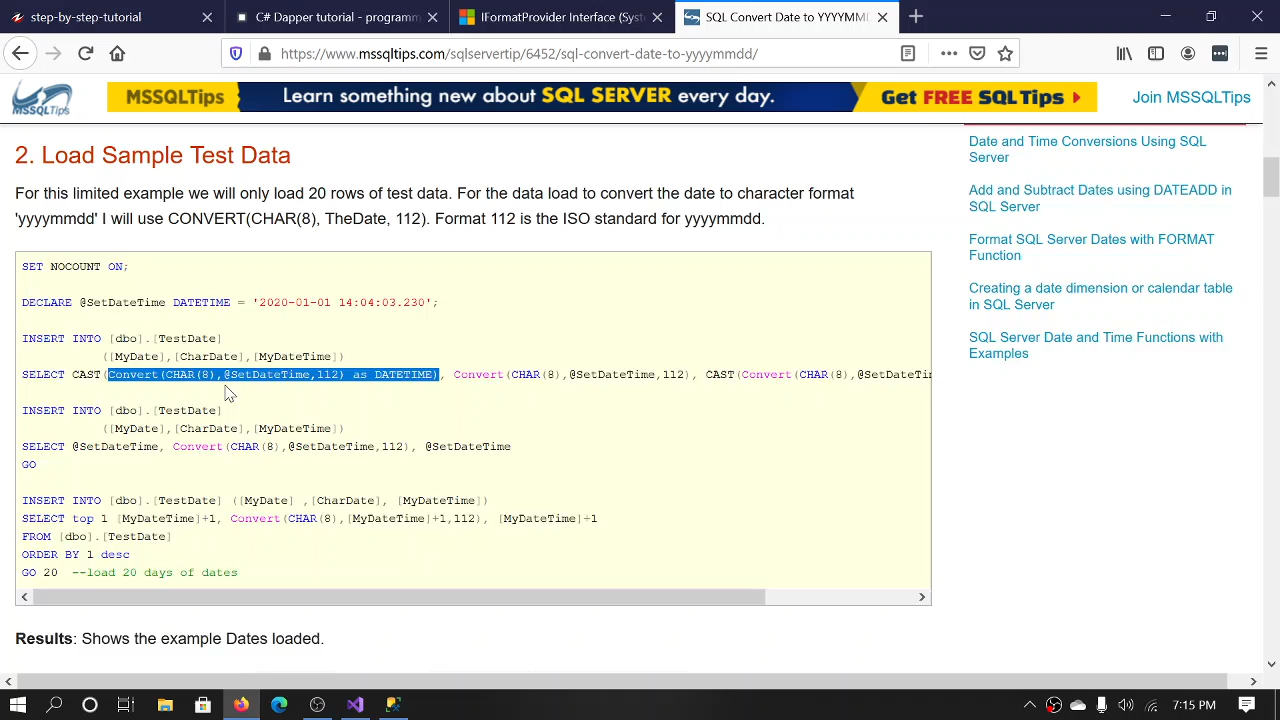 step-by-step-tutorial
C# Dapper tutorial - programm
IFormatProvider Interface (Syst
SQL Convert Date to YYYYMM
https://www.mssqltips.com/sqlservertip/6452/sql-convert-date-to-yyyymmdd/
MSSQLTips
MSSQLTips
Learn something new about SQL SERVER every day.
Get FREE SQLTips
Join MSSQLTips
2. Load Sample Test Data
For this limited example we will only load 20 rows of test data. For the data load to convert the date to character format
'yyyymmdd' I will use CONVERT(CHAR(8), TheDate, 112). Format 112 is the ISO standard for yyyymmdd.
SET NOCOUNT ON;
DECLARE @SetDateTime DATETIME = '2020-01-01 14:04:03.230';
INSERT INTO [dbo].[TestDate]
([MyDate],[CharDate],[MyDateTime])
SELECT CAST(Convert(CHAR(8),@SetDateTime,112) as DATETIME), Convert(CHAR(8),@SetDateTime,112), CAST(Convert(CHAR(8),@SetDateTim
INSERT INTO [dbo].[TestDate]
([MyDate],[CharDate],[MyDateTime])
SELECT @SetDateTime, Convert(CHAR(8),@SetDateTime,112), @SetDateTime
GO
INSERT INTO [dbo].[TestDate] ([MyDate] ,[CharDate], [MyDateTime])
SELECT top 1 [MyDateTime]+1, Convert(CHAR(8),[MyDateTime]+1,112), [MyDateTime]+1
FROM [dbo].[TestDate]
ORDER BY 1 desc
GO 20 --load 20 days of dates
Results: Shows the example Dates loaded.
Date and Time Conversions Using SQL
Server
Add and Subtract Dates using DATEADD in
SQL Server
Format SQL Server Dates with FORMAT
Function
Creating a date dimension or calendar table
in SQL Server
SQL Server Date and Time Functions with
Examples
7:15 PM